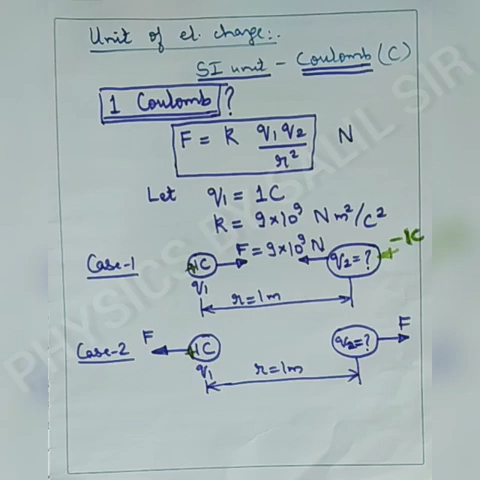 Unit of el. charge:.
SI unit - Coulomb (C)
1 Coulomb ?
F = K q₁q₂/r² N
Let q₁ = 1C
K = 9×10⁹ Nm²/C²
F = 9×10⁹ N
-1C
Case-1 +1C q₂=?
q₁
r=1m
Case-2 F +1C q₂=? F
q₁
r=1m
PHYSICS BY SALIL SIR